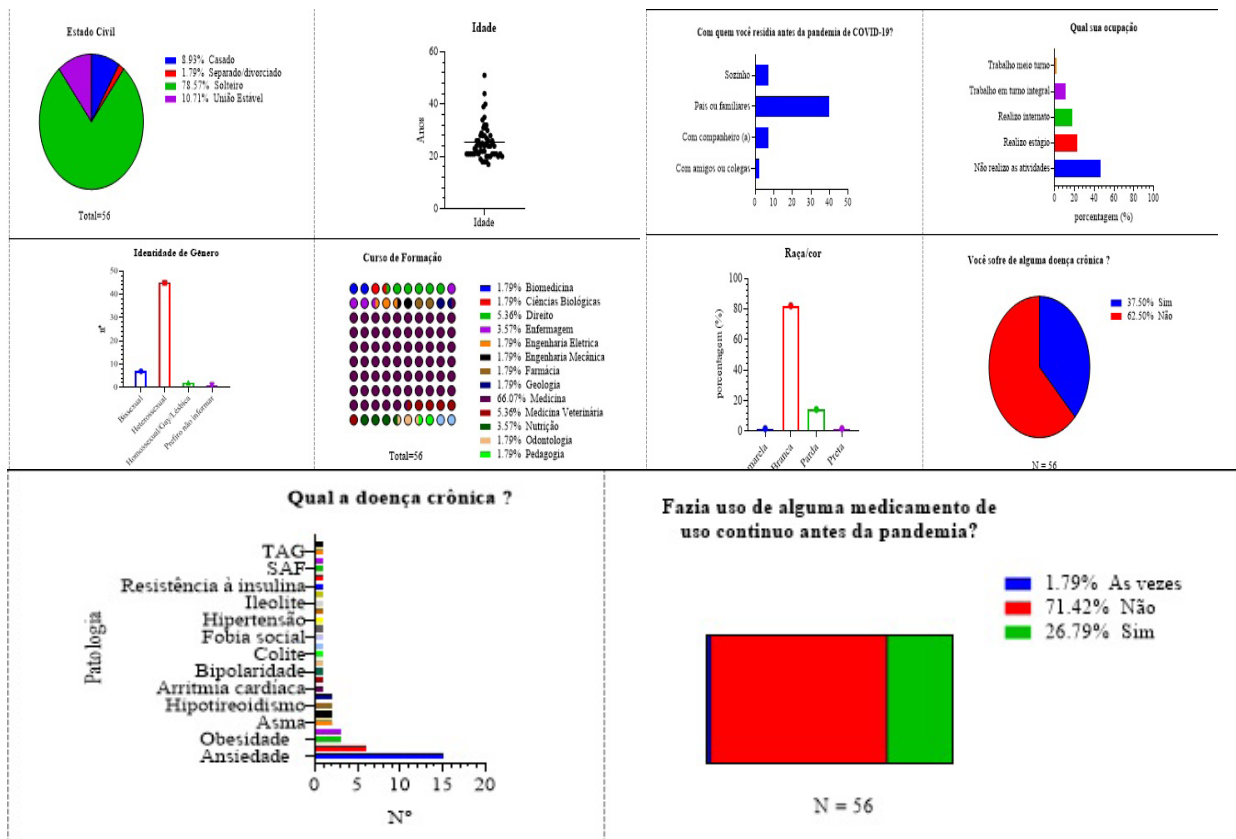 Estado Civil
8.93% Casado
1.79% Separado/divorciado
78.57% Solteiro
10.71% União Estável
Total=56
Idade
Anos
60
40
20
0
Idade
Com quem você residia antes da pandemia de COVID-19?
Sozinho
Pais ou familiares
Com companheiro (a)
Com amigos ou colegas
0 10 20 30 40 50
Qual sua ocupação
Trabalho meio turno
Trabalho em turno integral
Realizo internato
Realizo estágio
Não realizo as atividades
0 20 40 60 80 100
porcentagem (%)
Identidade de Gênero
nº
50
40
30
20
10
0
Bissexual
Heterossexual
Homossexual/Gay/Lésbica
Prefiro não informar
Curso de Formação
1.79% Biomedicina
1.79% Ciências Biológicas
5.36% Direito
3.57% Enfermagem
1.79% Engenharia Eletrica
1.79% Engenharia Mecânica
1.79% Farmácia
1.79% Geologia
66.07% Medicina
5.36% Medicina Veterinária
3.57% Nutrição
1.79% Odontologia
1.79% Pedagogia
Total=56
Raça/cor
porcentagem (%)
100
80
60
40
20
0
marela
Branca
Parda
Preta
Você sofre de alguma doença crônica ?
37.50% Sim
62.50% Não
N = 56
Qual a doença crônica ?
Patologia
TAG
SAF
Resistência à insulina
Ileolite
Hipertensão
Fobia social
Colite
Bipolaridade
Arritmia cardíaca
Hipotireoidismo
Asma
Obesidade
Ansiedade
0 5 10 15 20
Nº
Fazia uso de alguma medicamento de
uso continuo antes da pandemia?
1.79% As vezes
71.42% Não
26.79% Sim
N = 56